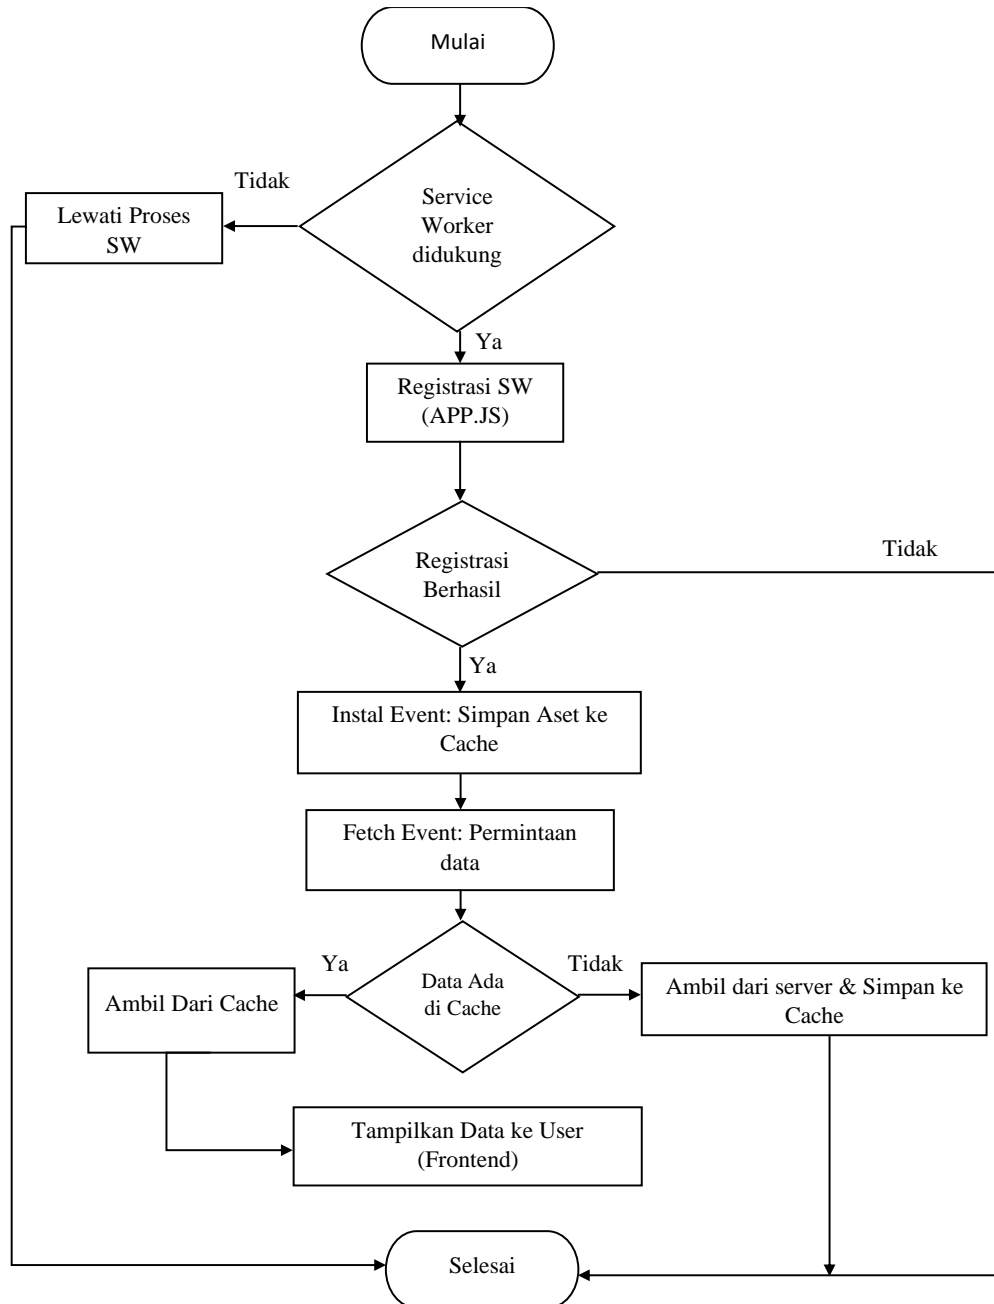 Mulai
Tidak
Service
Worker
didukung
Lewati Proses
SW
Ya
Registrasi SW
(APP.JS)
Registrasi
Berhasil
Tidak
Ya
Instal Event: Simpan Aset ke
Cache
Fetch Event: Permintaan
data
Ya
Data Ada
di Cache
Tidak
Ambil Dari Cache
Ambil dari server & Simpan ke
Cache
Tampilkan Data ke User
(Frontend)
Selesai